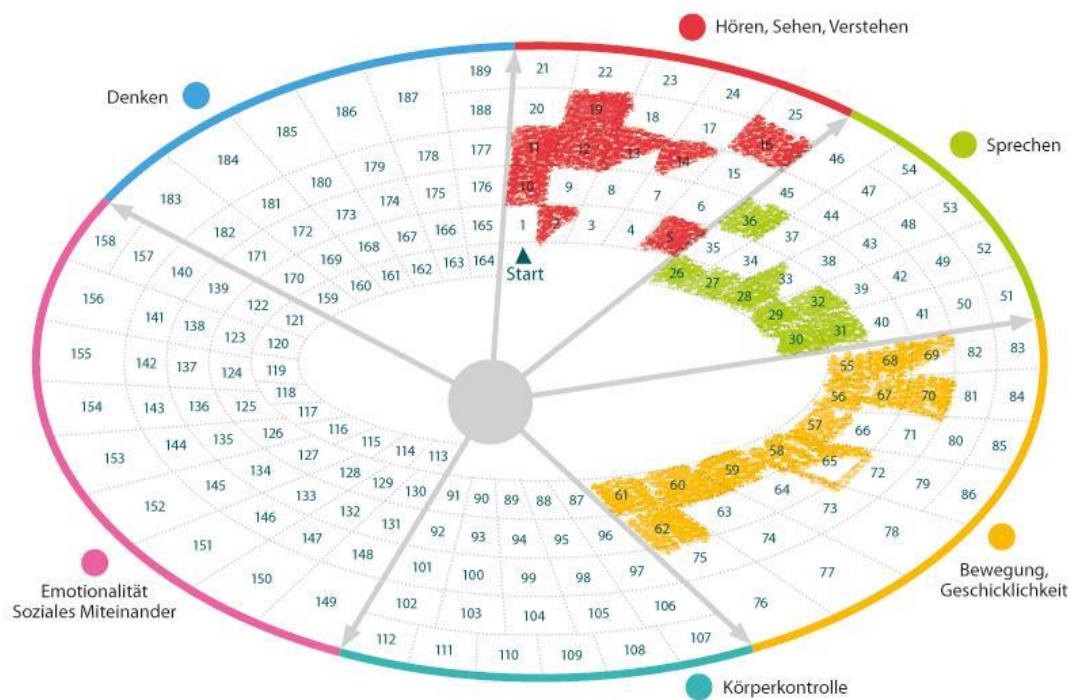 Hören, Sehen, Verstehen
Denken
Sprechen
Start
Bewegung,
Geschicklichkeit
Emotionalität
Soziales Miteinander
Körperkontrolle
189 21 22 23 24 25
188 20 19 18 17 16
177 11 12 13 14 15
176 10 9 8 7 6
165 1 2 3 4 5
164
46 54
45 47 53
36 44 48 52
35 37 43 49 51
34 38 42 50
26 27 28 33 39 41
29 32 40
30 31
55 68 69 82 83
56 67 70 81 84
57 66 71 80 85
58 65 72 79 86
59 64 73 78
60 63 74 77
61 62 75 76
91 90 89 88 87
92 93 94 95 96
101 100 99 98 97
102 103 104 105 106
112 111 110 109 108 107
158 157 140 139 122 121
156 141 138 123 120
155 142 137 124 119
154 143 136 125 118
153 144 135 126 117
152 145 134 127 116
151 146 133 128 115
150 147 132 129 114
149 148 131 130 113
187 178 175 166 163
186 179 174 167 162
185 180 173 168 161
184 181 172 169 160
183 182 171 170 159